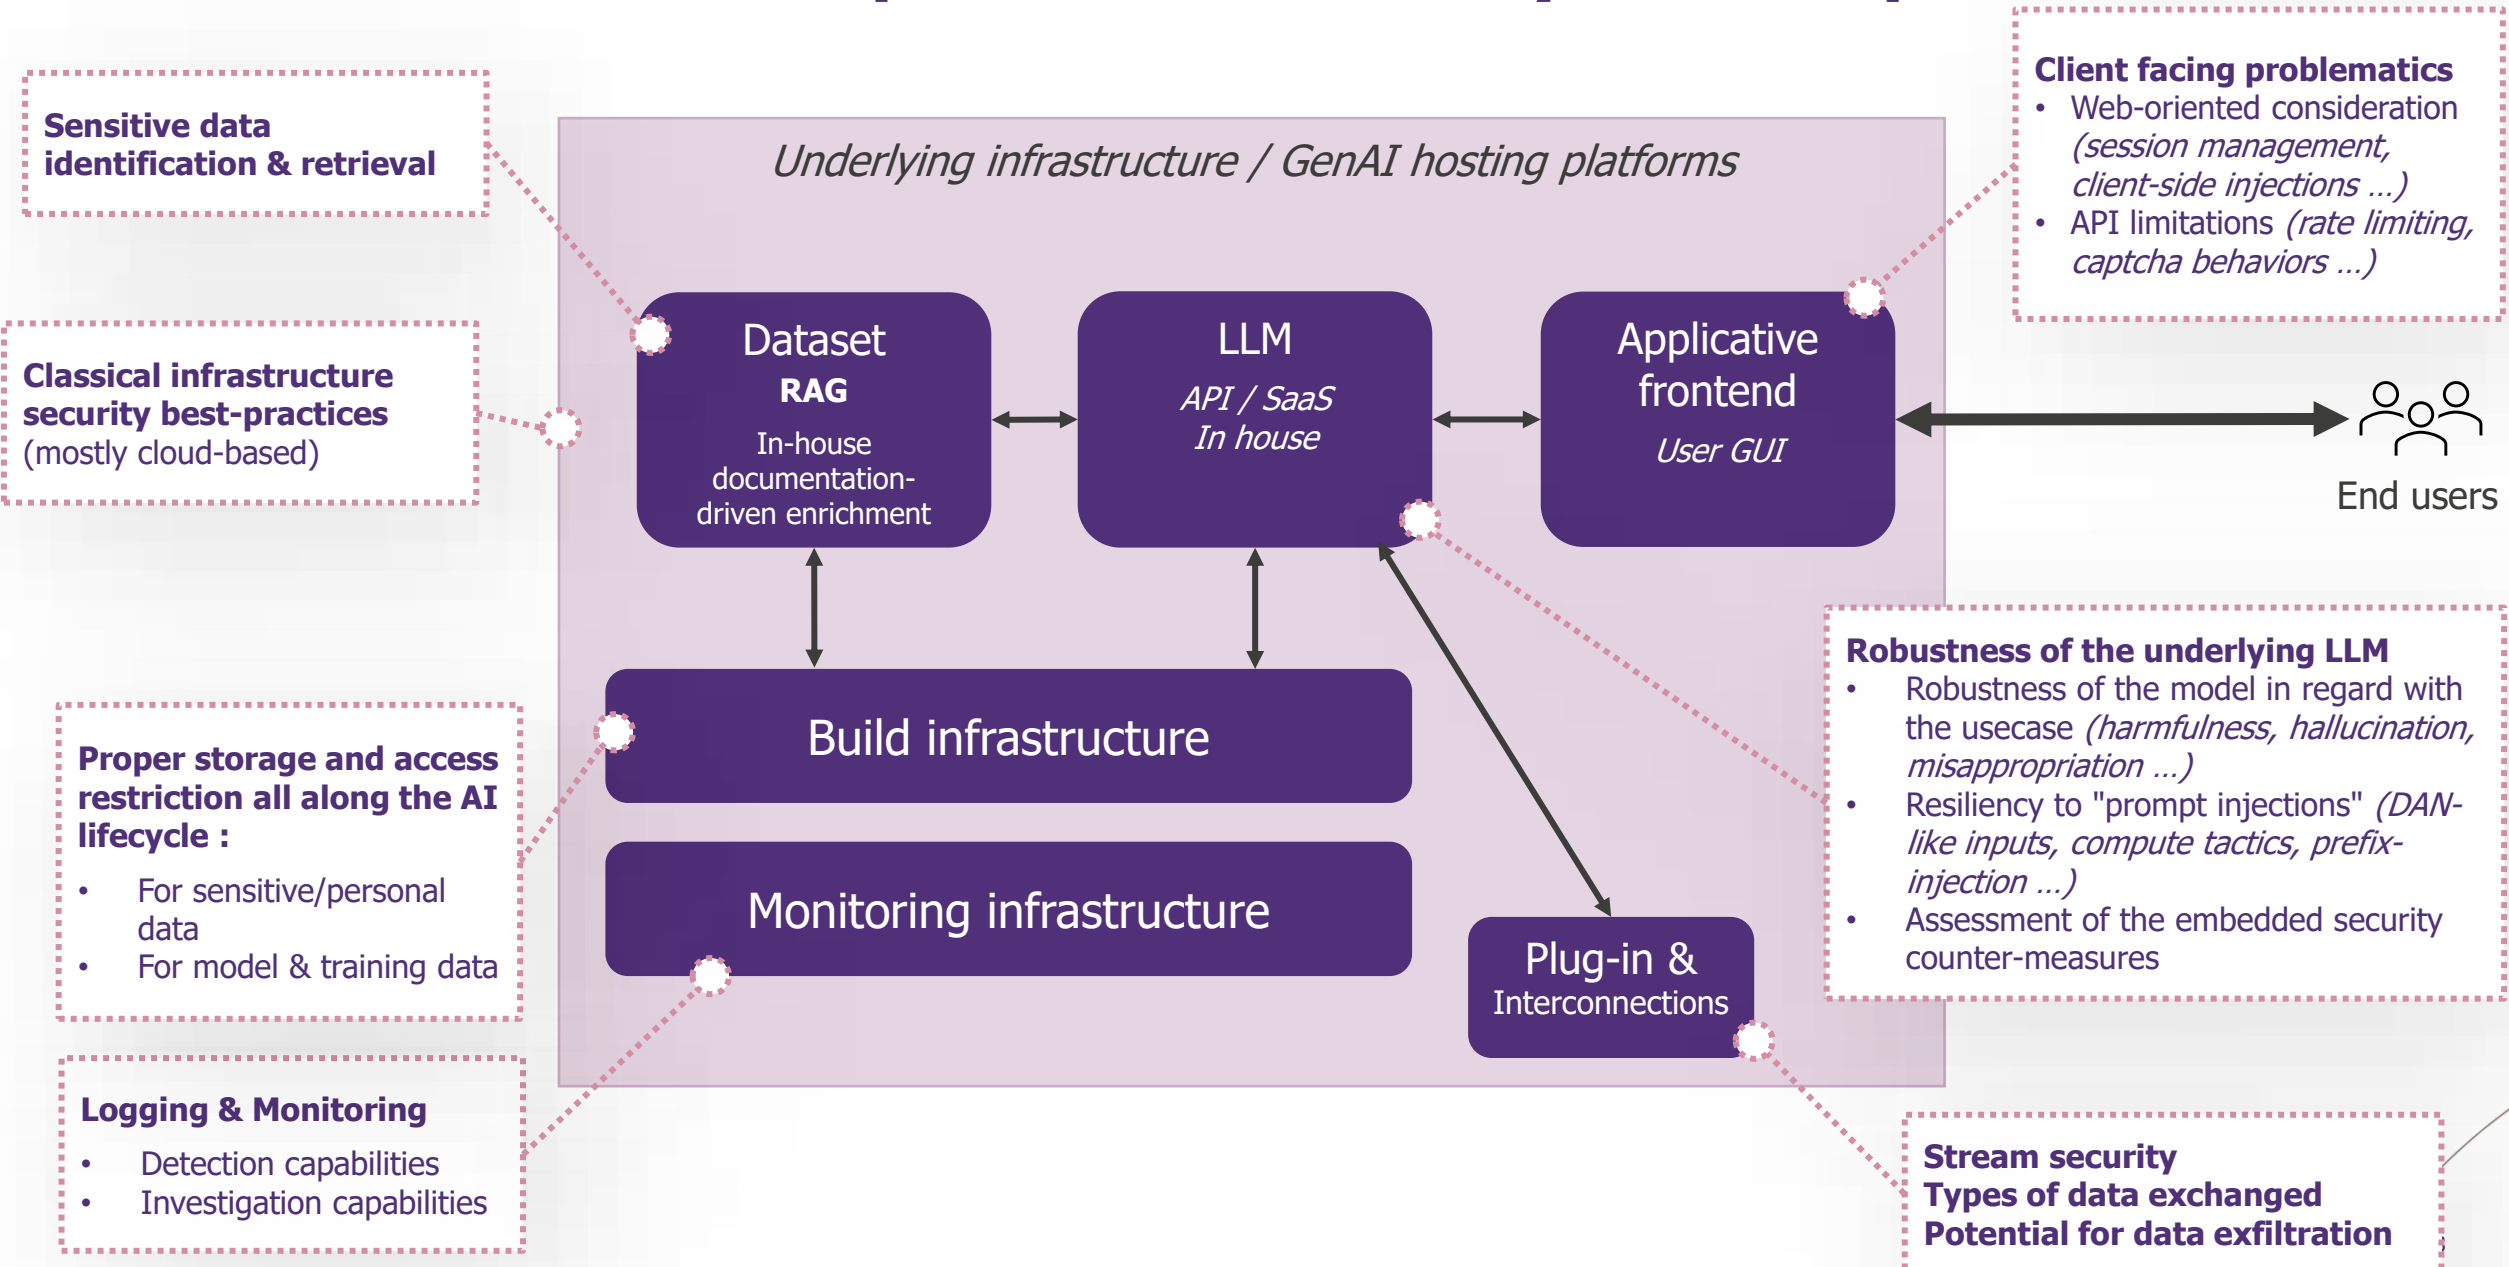 Sensitive data
identification & retrieval
Classical infrastructure
security best-practices
(mostly cloud-based)
Proper storage and access
restriction all along the AI
lifecycle :
• For sensitive/personal
data
• For model & training data
Logging & Monitoring
• Detection capabilities
• Investigation capabilities
Underlying infrastructure / GenAI hosting platforms
Dataset
RAG
In-house
documentation-
driven enrichment
LLM
API / SaaS
In house
Applicative
frontend
User GUI
Build infrastructure
Monitoring infrastructure
Plug-in &
Interconnections
Client facing problematics
• Web-oriented consideration
(session management,
client-side injections ...)
• API limitations (rate limiting,
captcha behaviors ...)
End users
Robustness of the underlying LLM
• Robustness of the model in regard with
the usecase (harmfulness, hallucination,
misappropriation ...)
• Resiliency to "prompt injections" (DAN-
like inputs, compute tactics, prefix-
injection ...)
• Assessment of the embedded security
counter-measures
Stream security
Types of data exchanged
Potential for data exfiltration